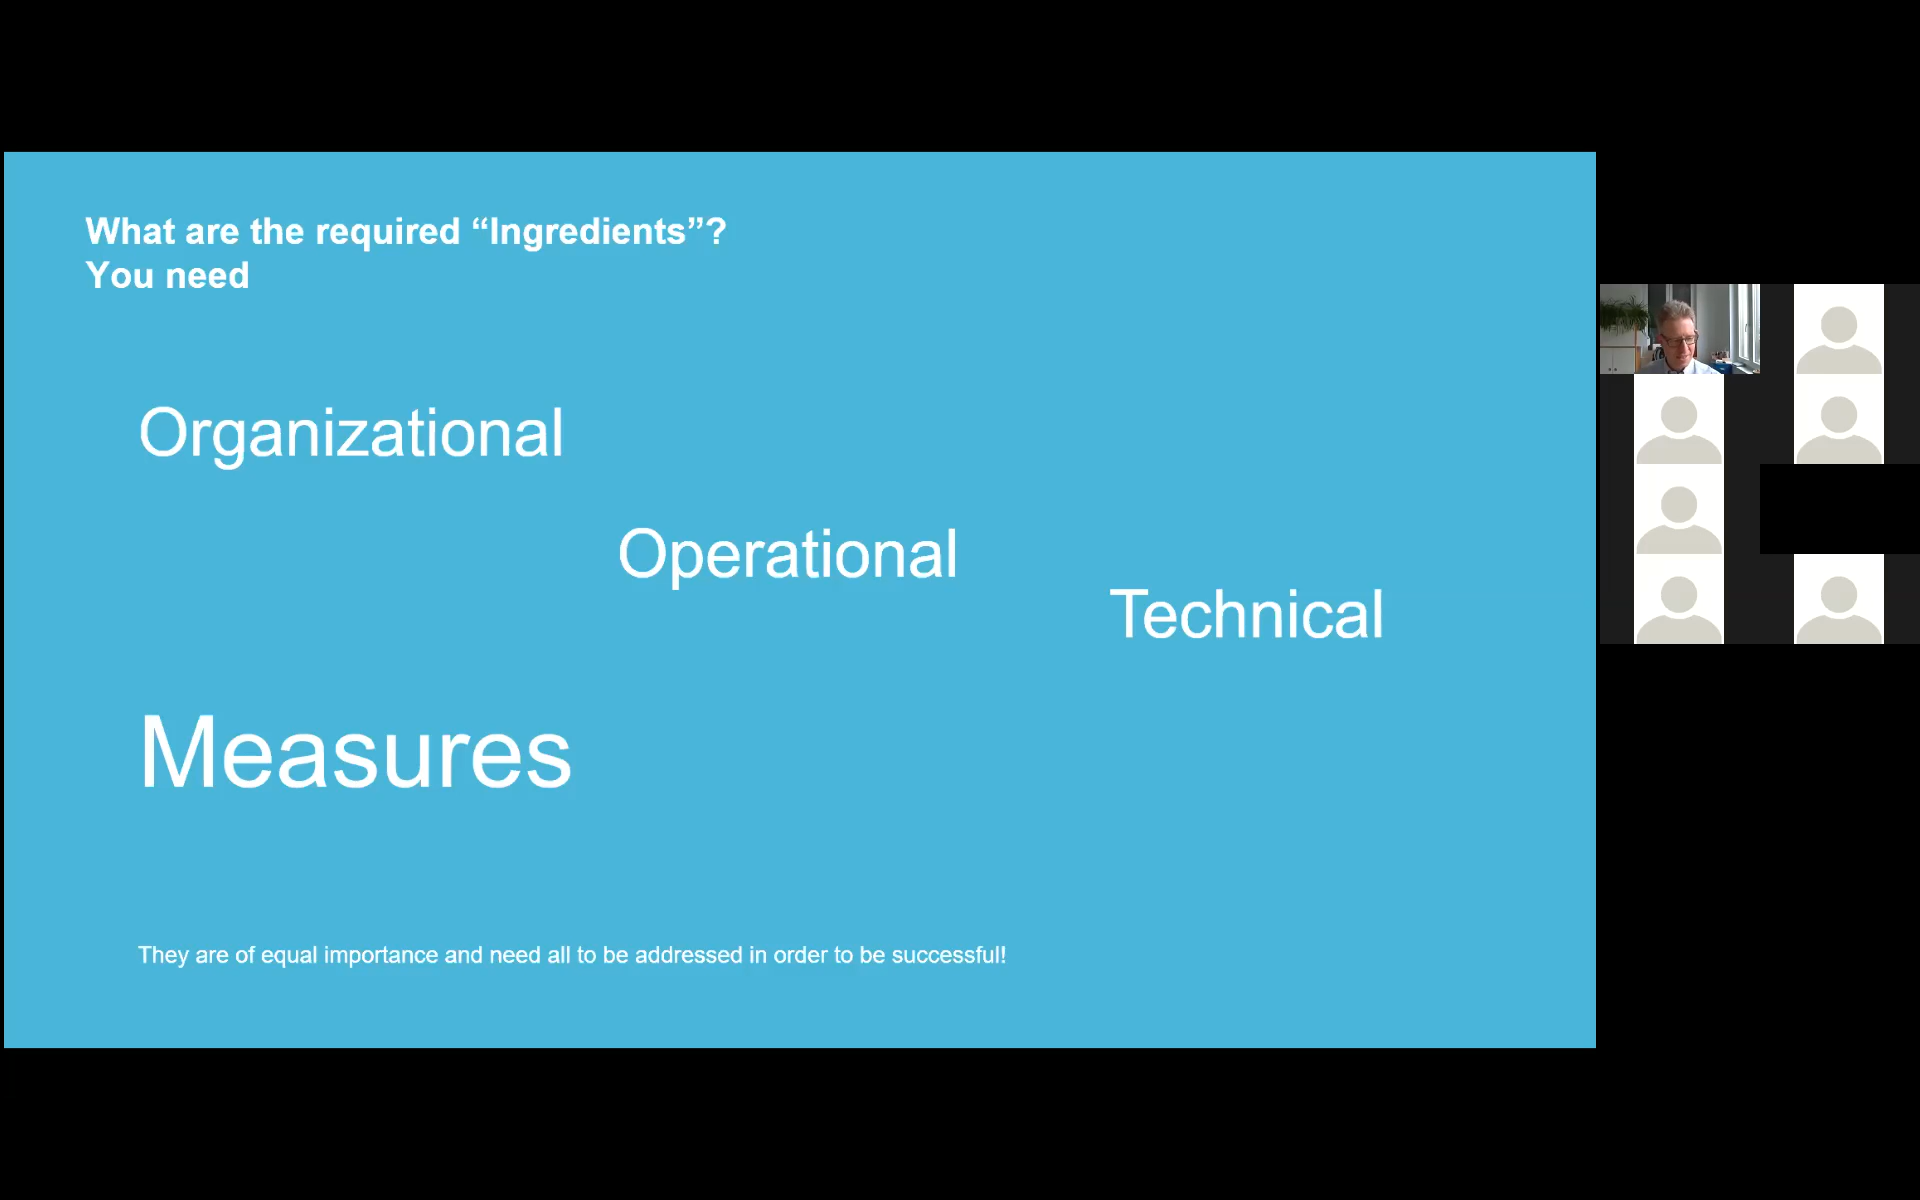 What are the required “Ingredients”?
You need
Organizational
Operational
Technical
Measures
They are of equal importance and need all to be addressed in order to be successful!